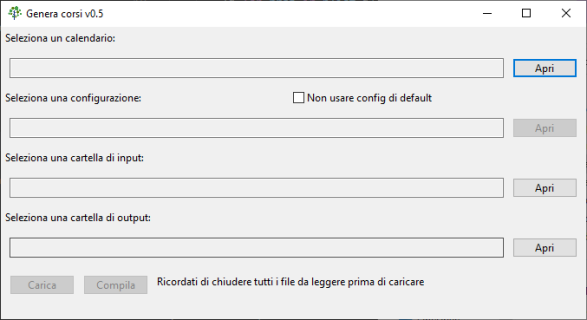 Genera corsi v0.5
Seleziona un calendario:
Apri
Seleziona una configurazione:
Non usare config di default
Apri
Seleziona una cartella di input:
Apri
Seleziona una cartella di output:
Apri
Carica
Compila
Ricordati di chiudere tutti i file da leggere prima di caricare